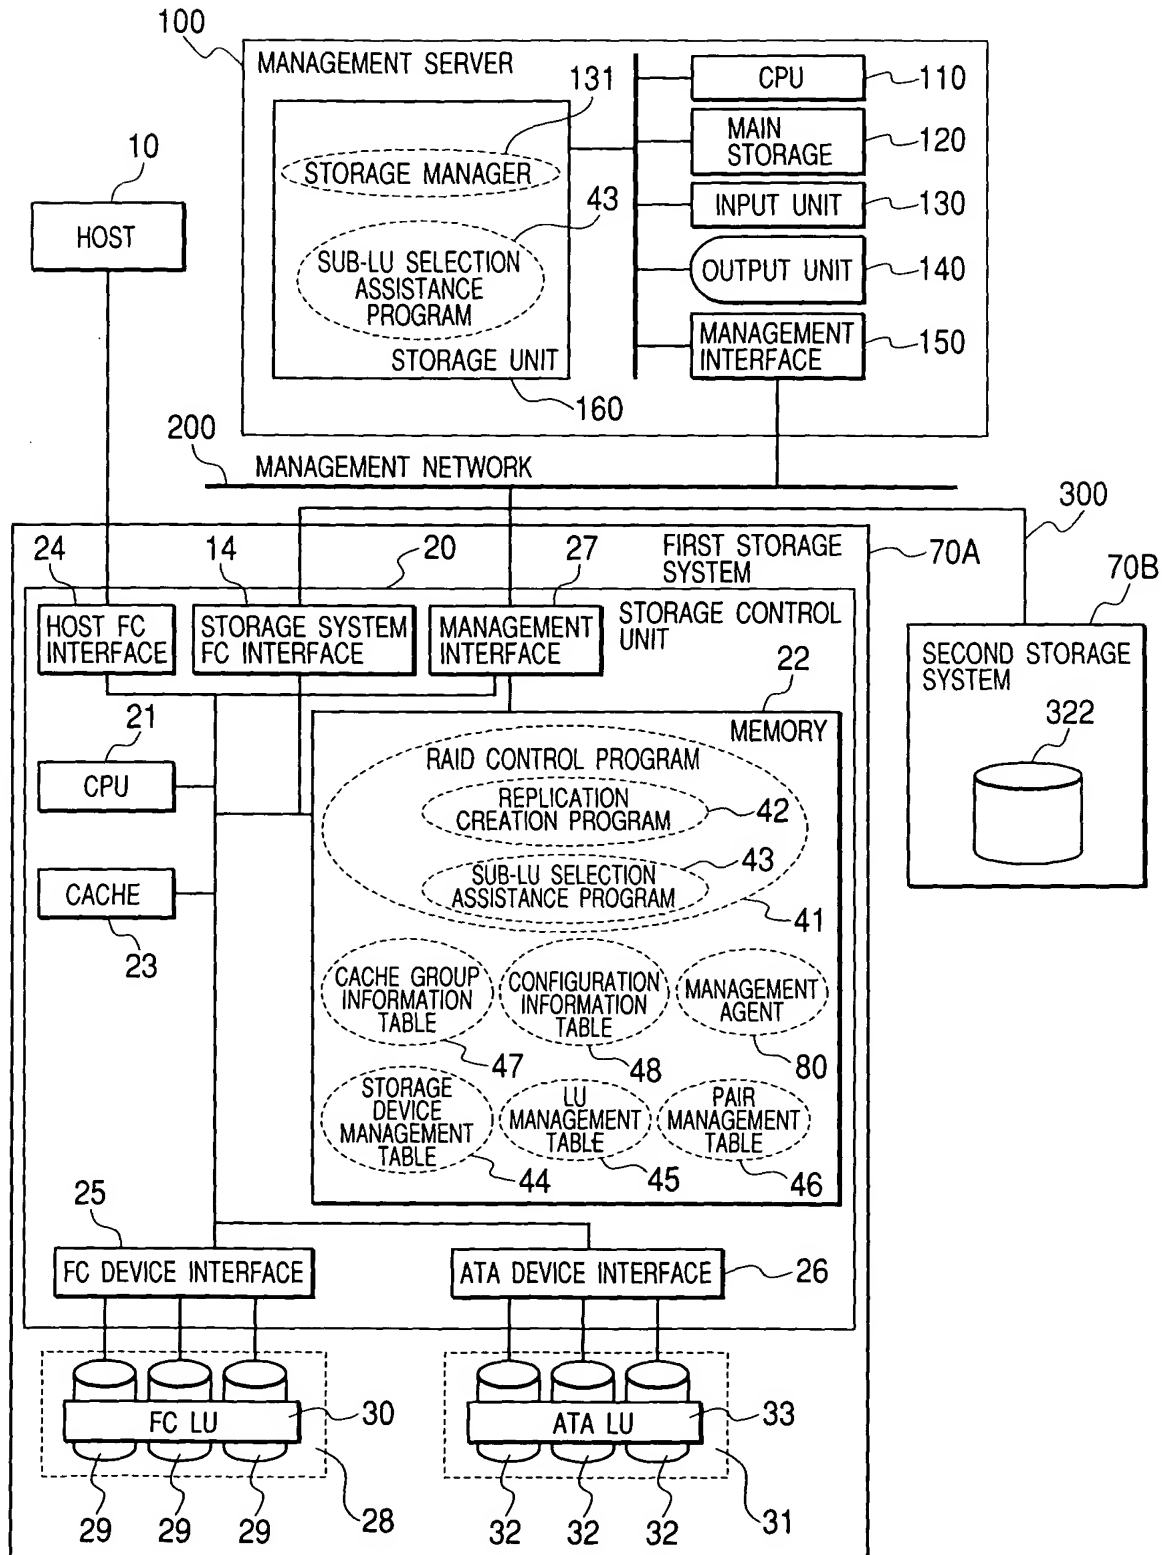 100
MANAGEMENT SERVER
131
STORAGE MANAGER
43
SUB-LU SELECTION
ASSISTANCE
PROGRAM
STORAGE UNIT
160
CPU
110
MAIN
STORAGE
120
INPUT UNIT
130
OUTPUT UNIT
140
MANAGEMENT
INTERFACE
150
10
HOST
200
MANAGEMENT NETWORK
300
24
14
20
27
FIRST STORAGE
SYSTEM
70A
70B
HOST FC
INTERFACE
STORAGE SYSTEM
FC INTERFACE
MANAGEMENT
INTERFACE
STORAGE CONTROL
UNIT
SECOND STORAGE
SYSTEM
322
22
MEMORY
21
CPU
CACHE
23
RAID CONTROL PROGRAM
REPLICATION
CREATION PROGRAM
42
43
SUB-LU SELECTION
ASSISTANCE PROGRAM
41
CACHE GROUP
INFORMATION
TABLE
47
CONFIGURATION
INFORMATION
TABLE
48
MANAGEMENT
AGENT
80
STORAGE
DEVICE
MANAGEMENT
TABLE
44
LU
MANAGEMENT
TABLE
45
PAIR
MANAGEMENT
TABLE
46
25
FC DEVICE INTERFACE
ATA DEVICE INTERFACE
26
FC LU
30
ATA LU
33
29
29
29
28
32
32
32
31